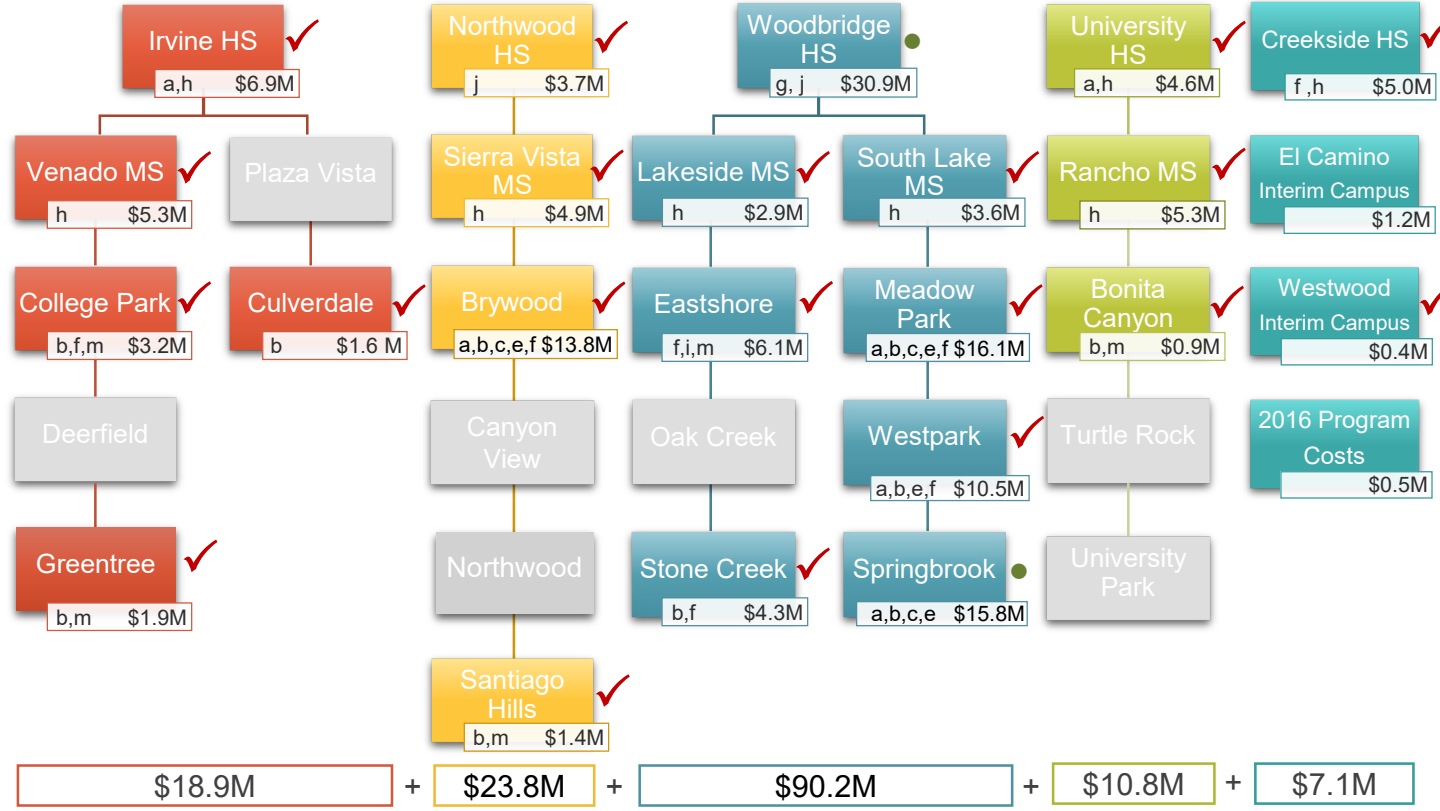 Irvine HS
a,h $6.9M
Northwood
HS
j $3.7M
Woodbridge
HS
g, j $30.9M
University
HS
a,h $4.6M
Creekside HS
f ,h $5.0M
Venado MS
h $5.3M
Plaza Vista
Sierra Vista
MS
h $4.9M
Lakeside MS
h $2.9M
South Lake
MS
h $3.6M
Rancho MS
h $5.3M
El Camino
Interim Campus
$1.2M
College Park
b,f,m $3.2M
Culverdale
b $1.6 M
Brywood
a,b,c,e,f $13.8M
Eastshore
f,i,m $6.1M
Meadow
Park
a,b,c,e,f $16.1M
Bonita
Canyon
b,m $0.9M
Westwood
Interim Campus
$0.4M
Deerfield
Canyon
View
Oak Creek
Westpark
a,b,e,f $10.5M
Turtle Rock
2016 Program
Costs
$0.5M
Greentree
b,m $1.9M
Northwood
Stone Creek
b,f $4.3M
Springbrook
a,b,c,e $15.8M
University
Park
Santiago
Hills
b,m $1.4M
$18.9M + $23.8M + $90.2M + $10.8M + $7.1M